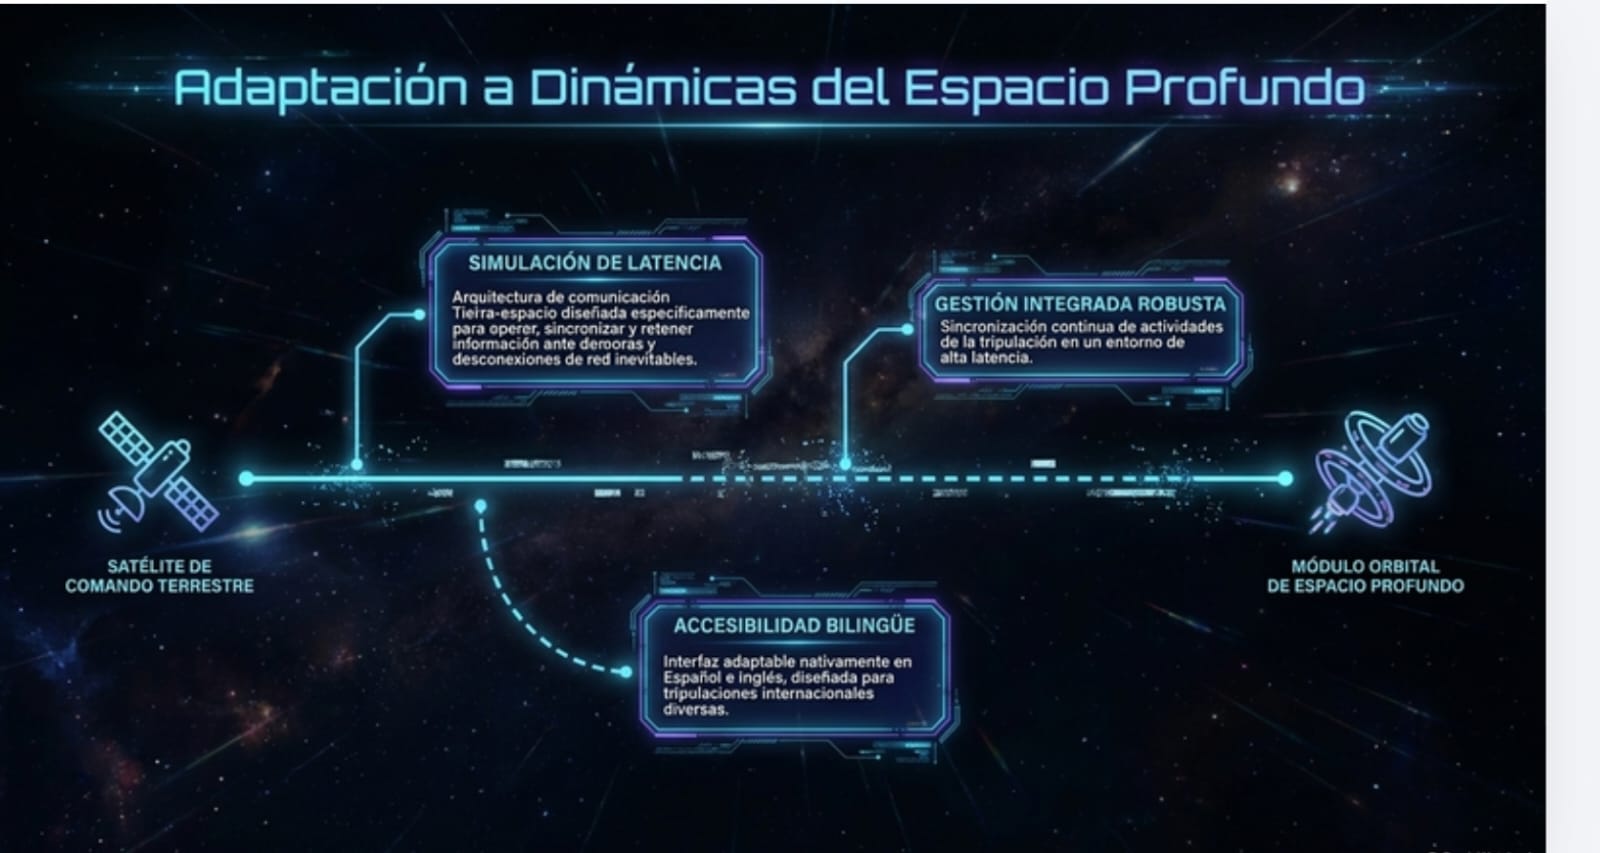 Adaptación a Dinámicas del Espacio Profundo
SIMULACIÓN DE LATENCIA
Arquitectura de comunicación
Tieira-espacio diseñada especificamente
para operer, sincronizar y retener
información ante derooras y
desconexiones de red inevitables.
GESTIÓN INTEGRADA ROBUSTA
Sincronización continua de actividades
de la tripulación en un entorno de
alta latencia.
SATÉLITE DE
COMANDO TERRESTRE
MÓDULO ORBITAL
DE ESPACIO PROFUNDO
ACCESIBILIDAD BILINGÜE
Interfaz adaptable nativamente en
Español e inglés, diseñada para
tripulaciones internacionales
diversas.